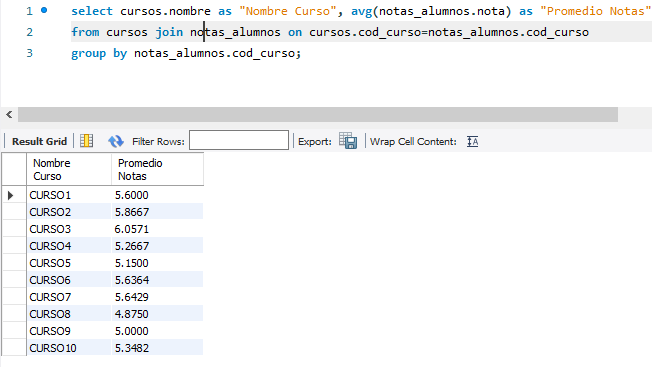 1 select cursos.nombre as "Nombre Curso", avg(notas_alumnos.nota) as "Promedio Notas"
2 from cursos join notas_alumnos on cursos.cod_curso=notas_alumnos.cod_curso
3 group by notas_alumnos.cod_curso;
Result Grid Filter Rows: Export: Wrap Cell Content: IA
Nombre Promedio
Curso Notas
CURSO1 5.6000
CURSO2 5.8667
CURSO3 6.0571
CURSO4 5.2667
CURSO5 5.1500
CURSO6 5.6364
CURSO7 5.6429
CURSO8 4.8750
CURSO9 5.0000
CURSO10 5.3482